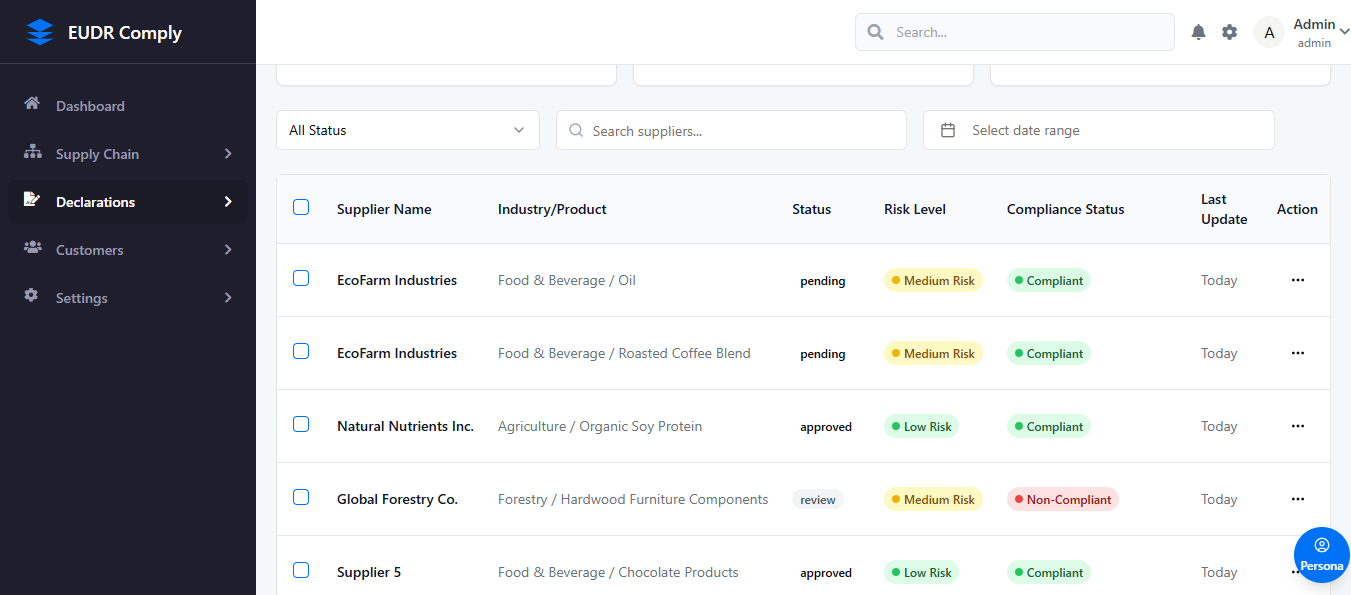 EUDR Comply
Search...
A
Admin
admin
Dashboard
Supply Chain
Declarations
Customers
Settings
All Status
Search suppliers...
Select date range
Supplier Name Industry/Product Status Risk Level Compliance Status Last Update Action
EcoFarm Industries Food & Beverage / Oil pending Medium Risk Compliant Today
EcoFarm Industries Food & Beverage / Roasted Coffee Blend pending Medium Risk Compliant Today
Natural Nutrients Inc. Agriculture / Organic Soy Protein approved Low Risk Compliant Today
Global Forestry Co. Forestry / Hardwood Furniture Components review Medium Risk Non-Compliant Today
Supplier 5 Food & Beverage / Chocolate Products approved Low Risk Compliant Today
Persona